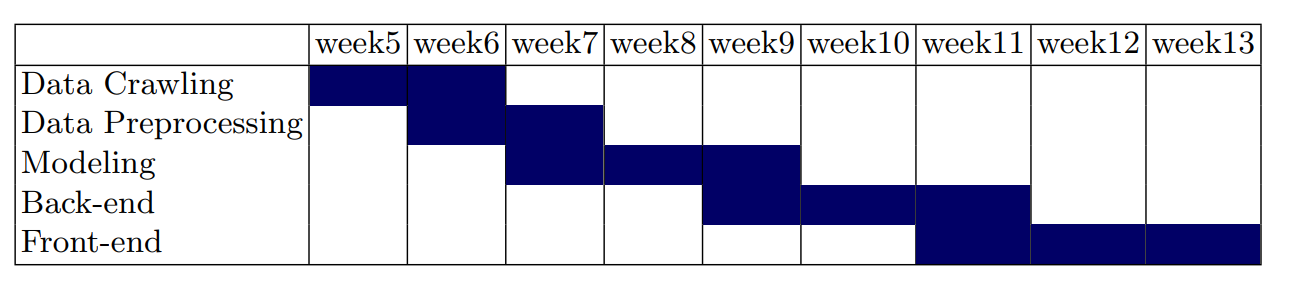 week5 week6 week7 week8 week9 week10 week11 week12 week13
Data Crawling
Data Preprocessing
Modeling
Back-end
Front-end